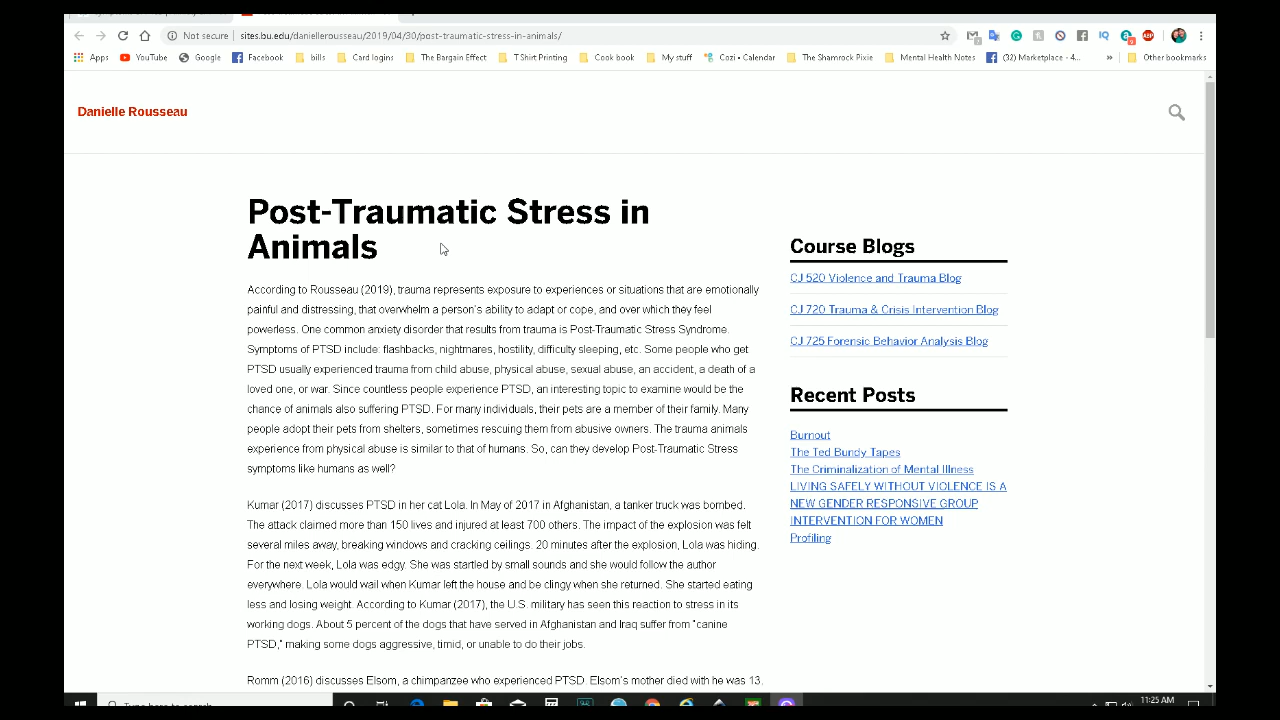 Not secure
sites.bu.edu/daniellerousseau/2019/04/30/post-traumatic-stress-in-animals/
Apps YouTube Google Facebook bills Card logins The Bargain Effect T Shirt Printing Cook book My stuff Cozi • Calendar The Shamrock Pixie Mental Health Notes (32) Marketplace - 4... » Other bookmarks
Danielle Rousseau
Post-Traumatic Stress in
Animals
According to Rousseau (2019), trauma represents exposure to experiences or situations that are emotionally
painful and distressing, that overwhelm a person's ability to adapt or cope, and over which they feel
powerless. One common anxiety disorder that results from trauma is Post-Traumatic Stress Syndrome.
Symptoms of PTSD include: flashbacks, nightmares, hostility, difficulty sleeping, etc. Some people who get
PTSD usually experienced trauma from child abuse, physical abuse, sexual abuse, an accident, a death of a
loved one, or war. Since countless people experience PTSD, an interesting topic to examine would be the
chance of animals also suffering PTSD. For many individuals, their pets are a member of their family. Many
people adopt their pets from shelters, sometimes rescuing them from abusive owners. The trauma animals
experience from physical abuse is similar to that of humans. So, can they develop Post-Traumatic Stress
symptoms like humans as well?
Kumar (2017) discusses PTSD in her cat Lola. In May of 2017 in Afghanistan, a tanker truck was bombed.
The attack claimed more than 150 lives and injured at least 700 others. The impact of the explosion was felt
several miles away, breaking windows and cracking ceilings. 20 minutes after the explosion, Lola was hiding.
For the next week, Lola was edgy. She was startled by small sounds and she would follow the author
everywhere. Lola would wail when Kumar left the house and be clingy when she returned. She started eating
less and losing weight. According to Kumar (2017), the U.S. military has seen this reaction to stress in its
working dogs. About 5 percent of the dogs that have served in Afghanistan and Iraq suffer from "canine
PTSD," making some dogs aggressive, timid, or unable to do their jobs.
Romm (2016) discusses Elsom, a chimpanzee who experienced PTSD. Elsom's mother died with he was 13.
Course Blogs
CJ 520 Violence and Trauma Blog
CJ 720 Trauma & Crisis Intervention Blog
CJ 725 Forensic Behavior Analysis Blog
Recent Posts
Burnout
The Ted Bundy Tapes
The Criminalization of Mental Illness
LIVING SAFELY WITHOUT VIOLENCE IS A
NEW GENDER RESPONSIVE GROUP
INTERVENTION FOR WOMEN
Profiling
11:25 AM